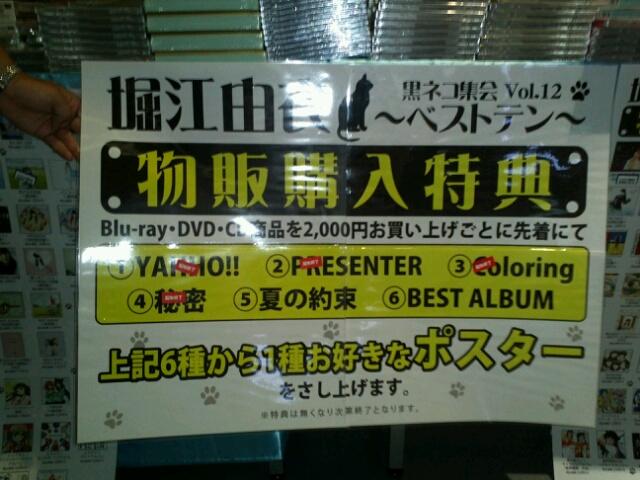 堀江由衣
黒ネコ集会 Vol.12
～ベストテン～
物販購入特典
Blu-ray・DVD・CD商品を2,000円お買い上げごとに先着にて
①YAHHO!! ②PRESENTER ③coloring
④秘密 ⑤夏の約束 ⑥BEST ALBUM
上記6種から1種お好きなポスター
をさし上げます。
※特典は無くなり次第終了となります。